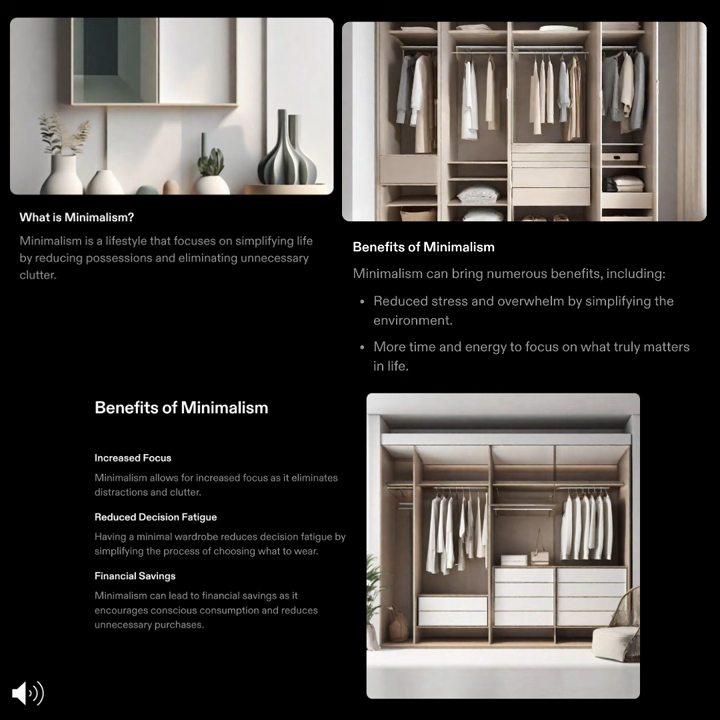 What is Minimalism?
Minimalism is a lifestyle that focuses on simplifying life
by reducing possessions and eliminating unnecessary
clutter.
Benefits of Minimalism
Minimalism can bring numerous benefits, including:
• Reduced stress and overwhelm by simplifying the
environment.
• More time and energy to focus on what truly matters
in life.
Benefits of Minimalism
Increased Focus
Minimalism allows for increased focus as it eliminates
distractions and clutter.
Reduced Decision Fatigue
Having a minimal wardrobe reduces decision fatigue by
simplifying the process of choosing what to wear.
Financial Savings
Minimalism can lead to financial savings as it
encourages conscious consumption and reduces
unnecessary purchases.